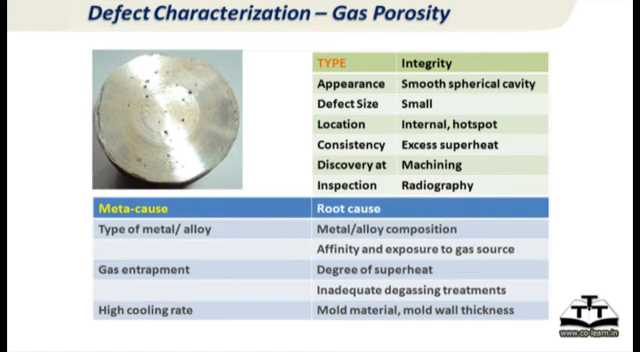 Defect Characterization – Gas Porosity
TYPE Integrity
Appearance Smooth spherical cavity
Defect Size Small
Location Internal, hotspot
Consistency Excess superheat
Discovery at Machining
Inspection Radiography
Meta-cause Root cause
Type of metal/ alloy Metal/alloy composition
Affinity and exposure to gas source
Gas entrapment Degree of superheat
Inadequate degassing treatments
High cooling rate Mold material, mold wall thickness
T T T
www.co-learn.in